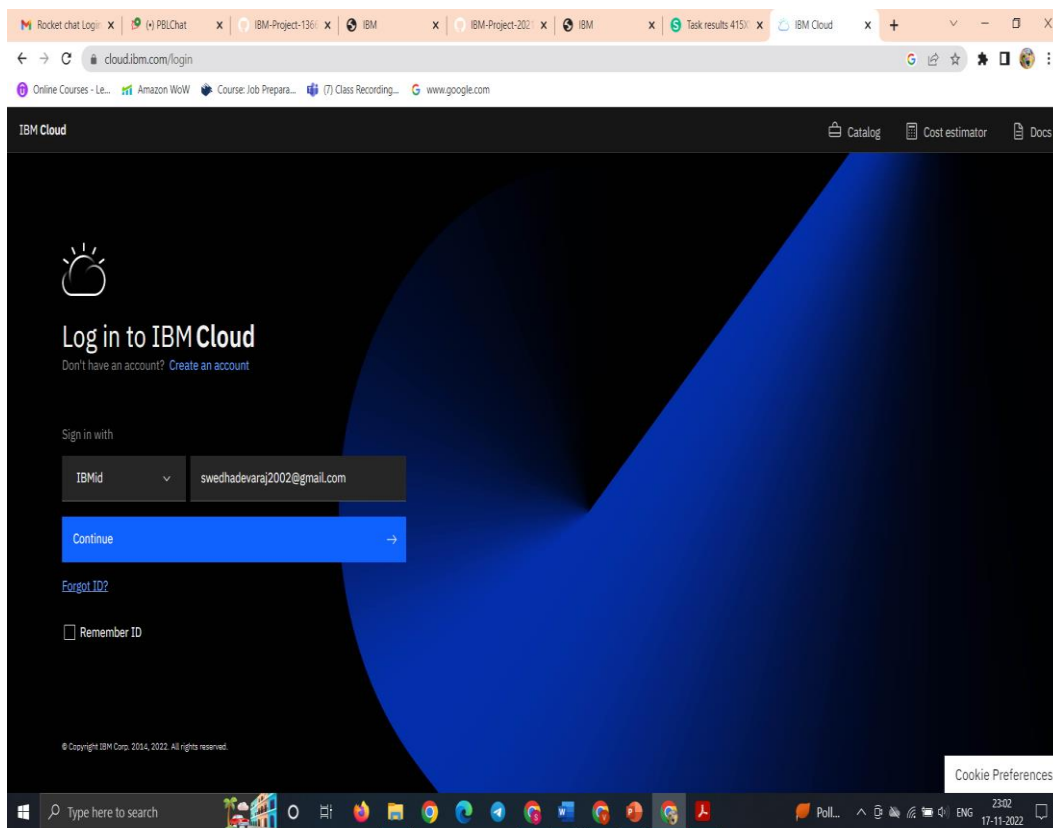 Rocket chat Login
(•) PBLChat
IBM-Project-1366
IBM
IBM-Project-202
IBM
Task results 415X
IBM Cloud
cloud.ibm.com/login
Online Courses - Le...
Amazon WoW
Course: Job Prepara...
(7) Class Recording...
www.google.com
IBM Cloud
Catalog
Cost estimator
Docs
Log in to IBM Cloud
Don't have an account? Create an account
Sign in with
IBMid
swedhadevaraj2002@gmail.com
Continue
Forgot ID?
Remember ID
© Copyright IBM Corp. 2014, 2022. All rights reserved.
Cookie Preferences
Type here to search
Poll...
ENG
23:02
17-11-2022